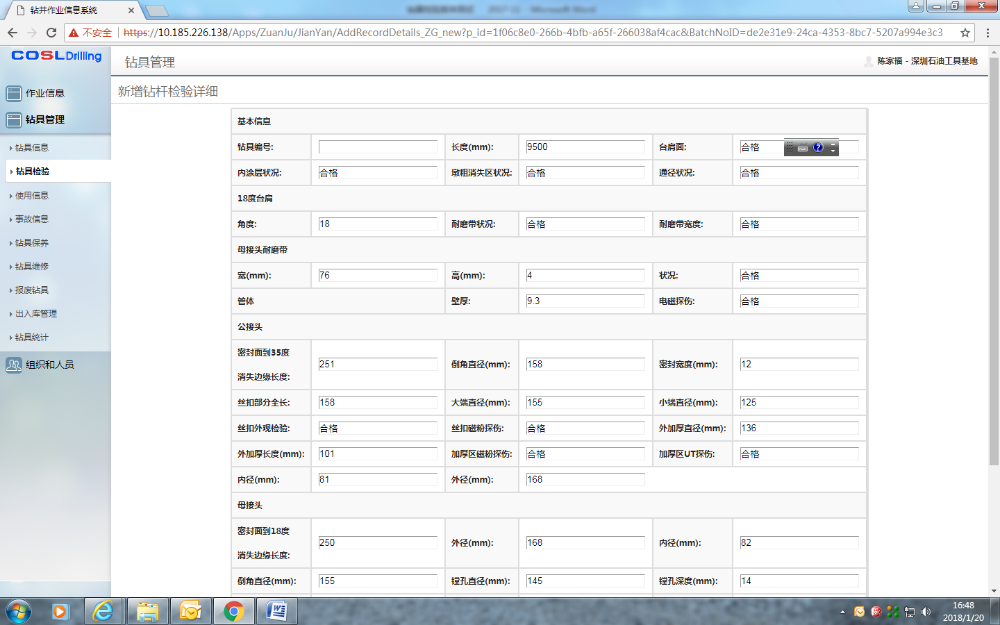 钻井作业信息系统
不安全 https://10.185.226.138/Apps/ZuanJu/JianYan/AddRecordDetails_ZG_new?p_id=1f06c8e0-266b-4bfb-a65f-266038af4cac&BatchNoID=de2e31e9-24ca-4353-8bc7-5207a994e3c3
COSL Drilling
钻具管理
陈家福 - 深圳石油工具基地
作业信息
钻具管理
钻具信息
钻具检验
使用信息
事故信息
钻具保养
钻具维修
报废钻具
出入库管理
钻具统计
组织和人员
新增钻杆检验详细
基本信息
钻具编号: 长度(mm): 9500 台肩面: 合格
内涂层状况: 合格 墩粗消失区状况: 合格 通径状况: 合格
18度台肩
角度: 18 耐磨带状况: 合格 耐磨带宽度: 合格
母接头耐磨带
宽(mm): 76 高(mm): 4 状况: 合格
管体 壁厚: 9.3 电磁探伤: 合格
公接头
密封面到35度
消失边缘长度: 251 倒角直径(mm): 158 密封宽度(mm): 12
丝扣部分全长: 158 大端直径(mm): 155 小端直径(mm): 125
丝扣外观检验: 合格 丝扣磁粉探伤: 合格 外加厚直径(mm): 136
外加厚长度(mm): 101 加厚区磁粉探伤: 合格 加厚区UT探伤: 合格
内径(mm): 81 外径(mm): 168
母接头
密封面到18度
消失边缘长度: 250 外径(mm): 168 内径(mm): 82
倒角直径(mm): 155 镗孔直径(mm): 145 镗孔深度(mm): 14
16:48
2018/1/20